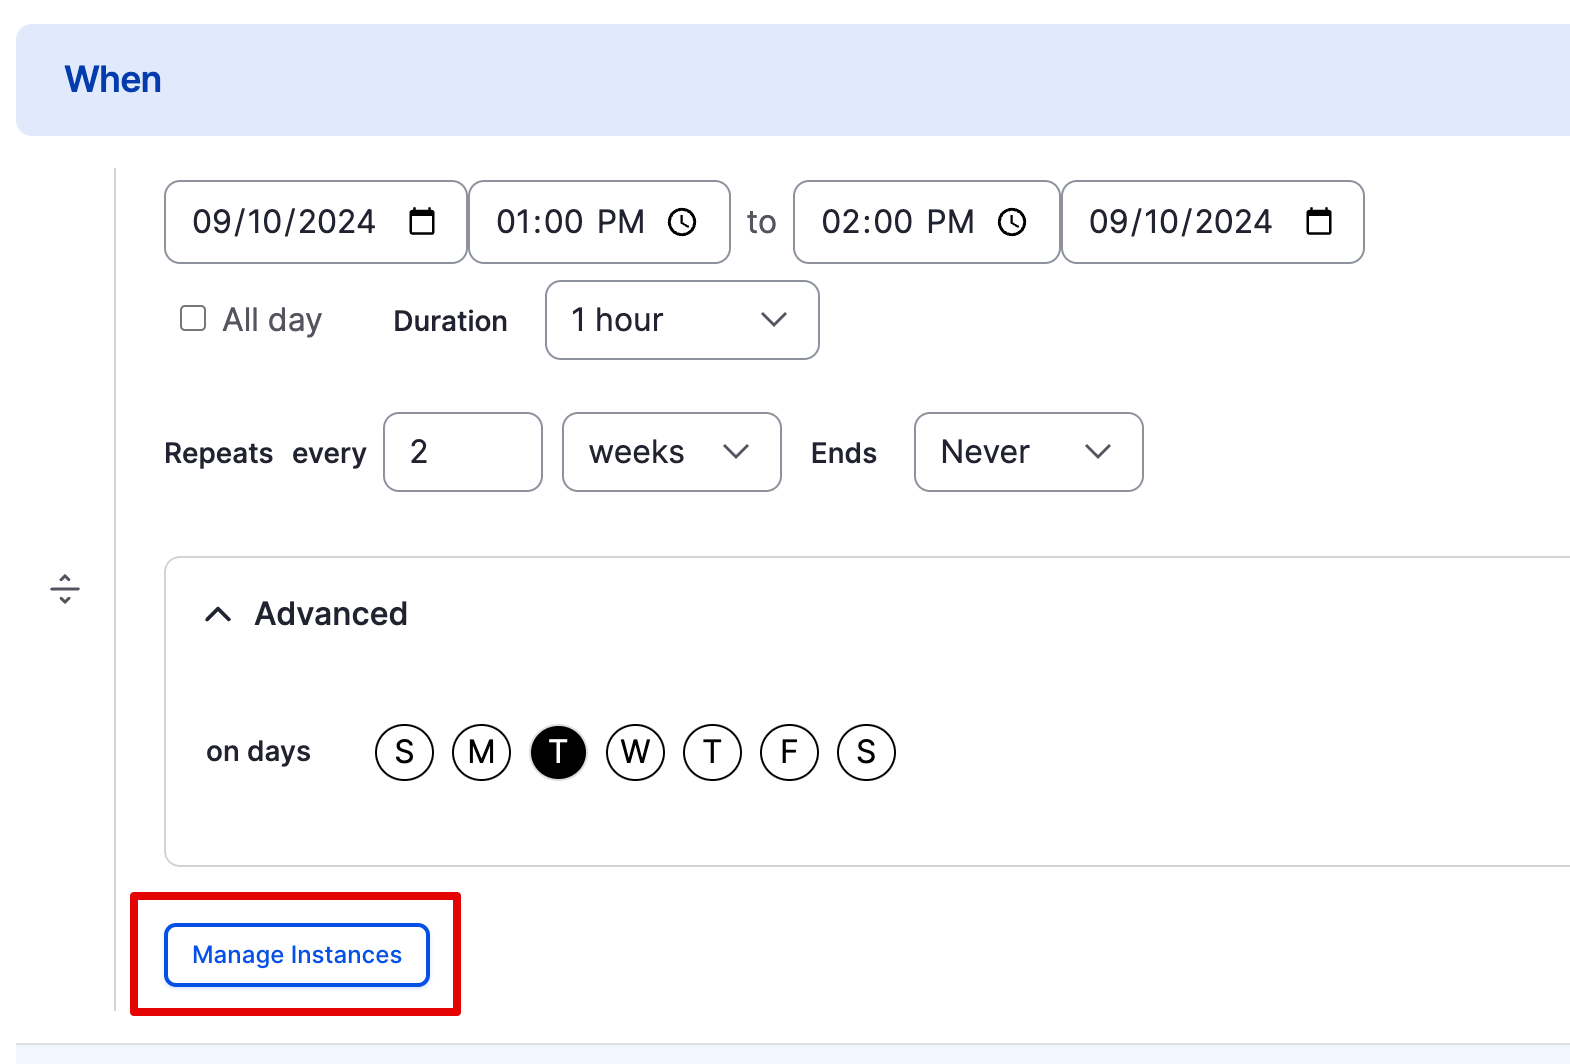 When
09/10/2024 01:00 PM to 02:00 PM 09/10/2024
All day Duration 1 hour
Repeats every 2 weeks Ends Never
Advanced
on days S M T W T F S
Manage Instances